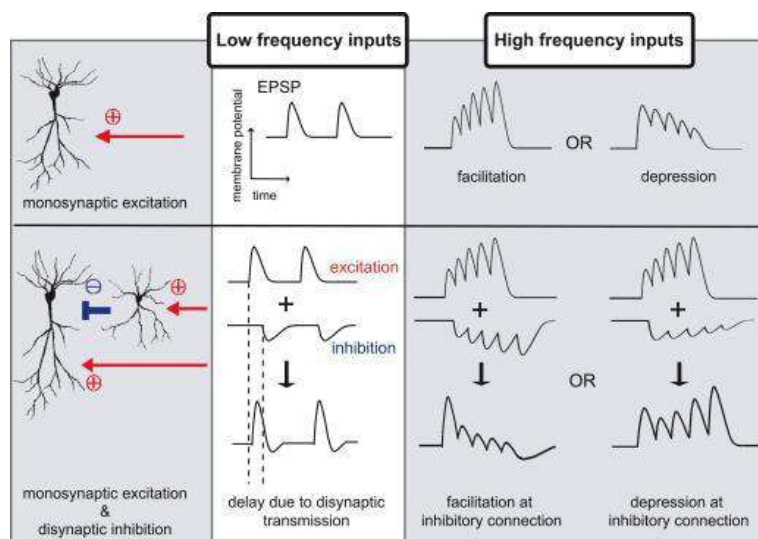 Low frequency inputs
High frequency inputs
EPSP
membrane potential
time
OR
monosynaptic excitation
facilitation
depression
excitation
+
inhibition
+
+
OR
monosynaptic excitation
&
disynaptic inhibition
delay due to disynaptic
transmission
facilitation at
inhibitory connection
depression at
inhibitory connection